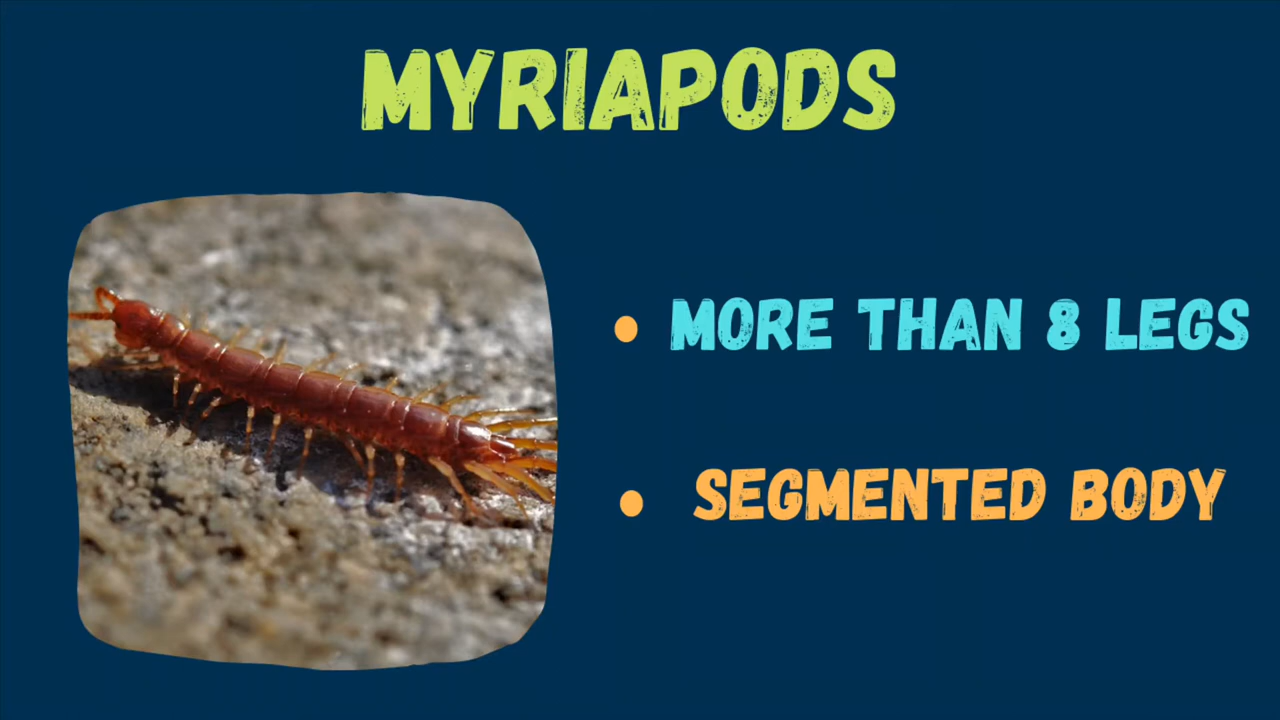 MYRIAPODS
• MORE THAN 8 LEGS
• SEGMENTED BODY